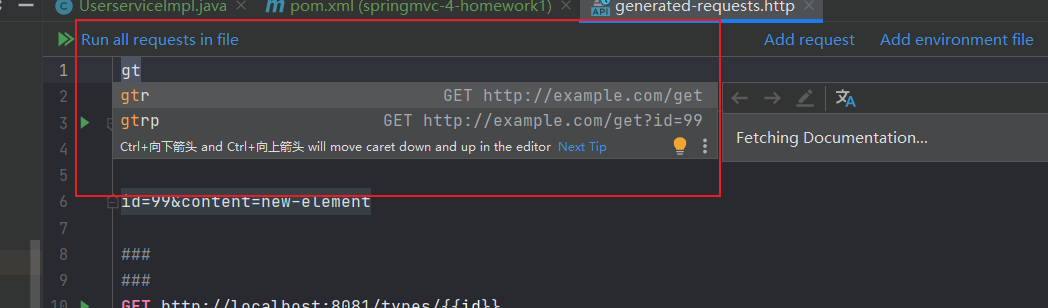 UserserviceImpl.java
pom.xml (springmvc-4-homework1)
API
generated-requests.http
Run all requests in file
Add request
Add environment file
1 gt
2 gtr GET http://example.com/get
3 gtrp GET http://example.com/get?id=99
Fetching Documentation...
4 Ctrl+向下箭头 and Ctrl+向上箭头 will move caret down and up in the editor Next Tip
5
6 id=99&content=new-element
7
8 ###
9 ###
10 GET http://localhost:8081/types/{{id}}